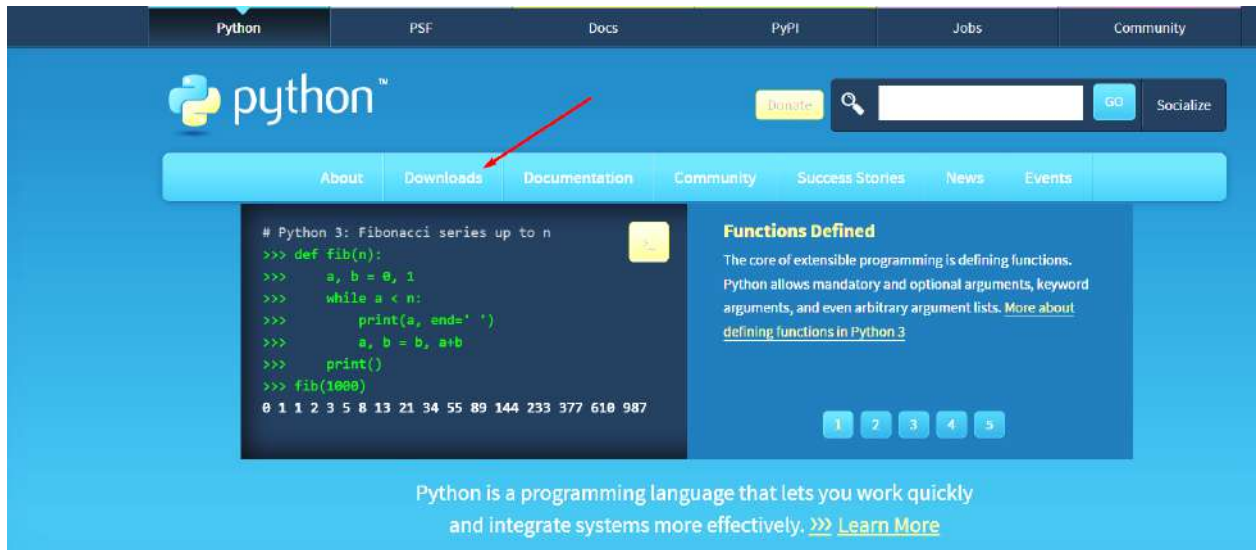 Python PSF Docs PyPI Jobs Community
python™
Donate GO Socialize
About Downloads Documentation Community Success Stories News Events
# Python 3: Fibonacci series up to n
>>> def fib(n):
>>>     a, b = 0, 1
>>>     while a < n:
>>>         print(a, end=' ')
>>>         a, b = b, a+b
>>>     print()
>>> fib(1000)
0 1 1 2 3 5 8 13 21 34 55 89 144 233 377 610 987
>_
Functions Defined
The core of extensible programming is defining functions.
Python allows mandatory and optional arguments, keyword
arguments, and even arbitrary argument lists. More about
defining functions in Python 3
1 2 3 4 5
Python is a programming language that lets you work quickly
and integrate systems more effectively. >>> Learn More